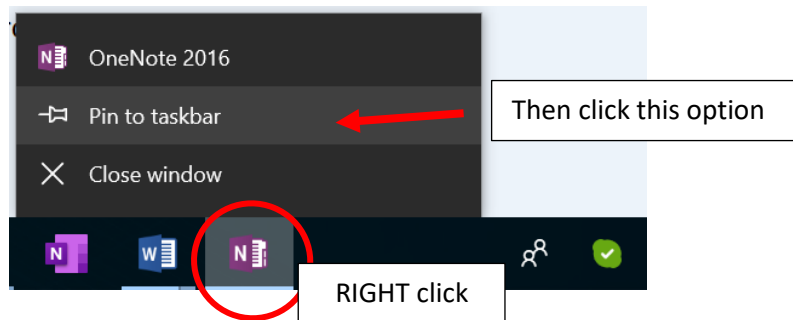 OneNote 2016
Pin to taskbar
Then click this option
Close window
N
W
N
RIGHT click